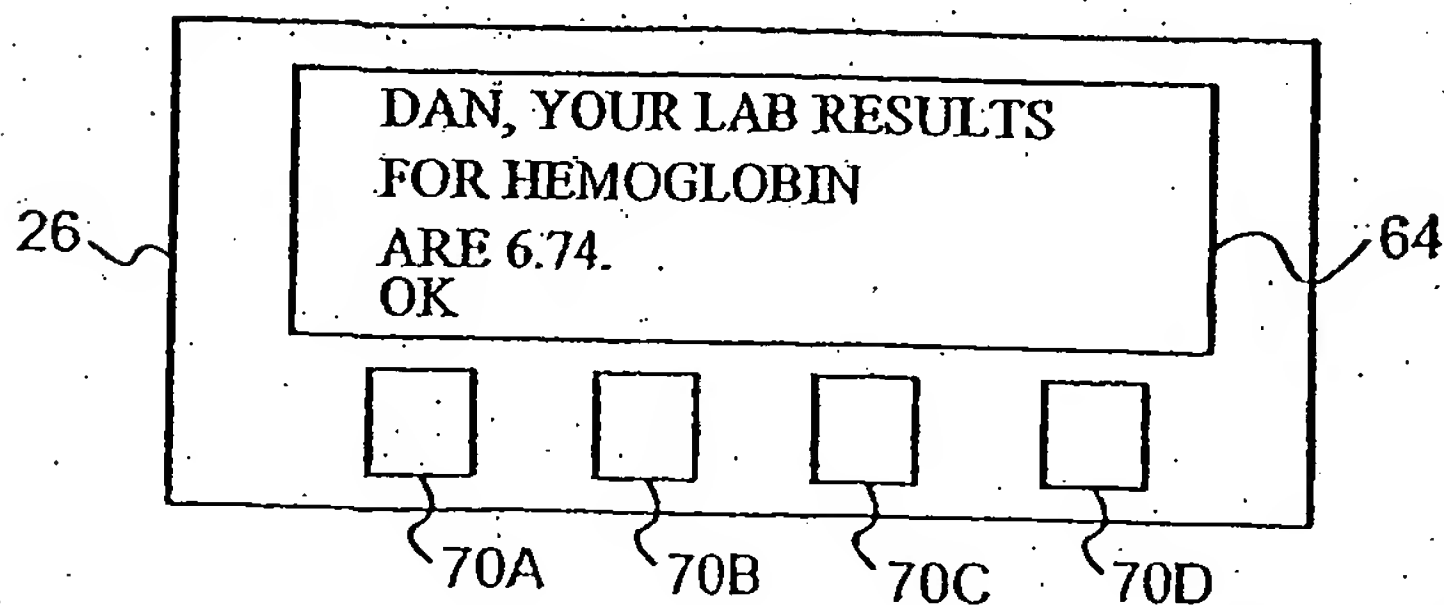 DAN, YOUR LAB RESULTS
FOR HEMOGLOBIN
ARE 6.74.
OK
26
64
70A
70B
70C
70D